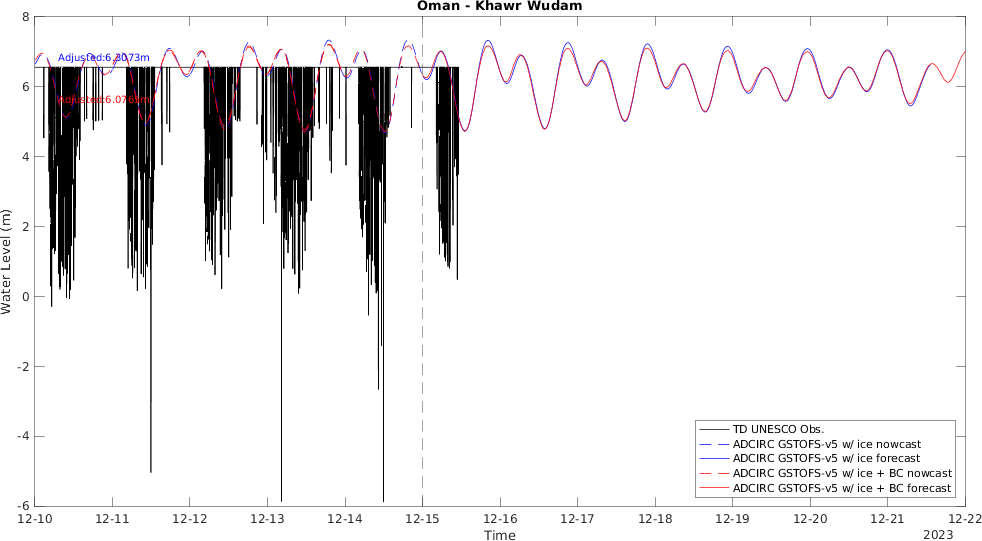 Oman - Khawr Wudam
8
6
4
2
0
-2
-4
-6
Water Level (m)
Adjusted:6.3073m
TD UNESCO Obs.
ADCIRC GSTOFS-v5 w/ ice nowcast
ADCIRC GSTOFS-v5 w/ ice forecast
ADCIRC GSTOFS-v5 w/ ice + BC nowcast
ADCIRC GSTOFS-v5 w/ ice + BC forecast
12-10
12-11
12-12
12-13
12-14
12-15
12-16
12-17
12-18
12-19
12-20
12-21
12-22
Time
2023